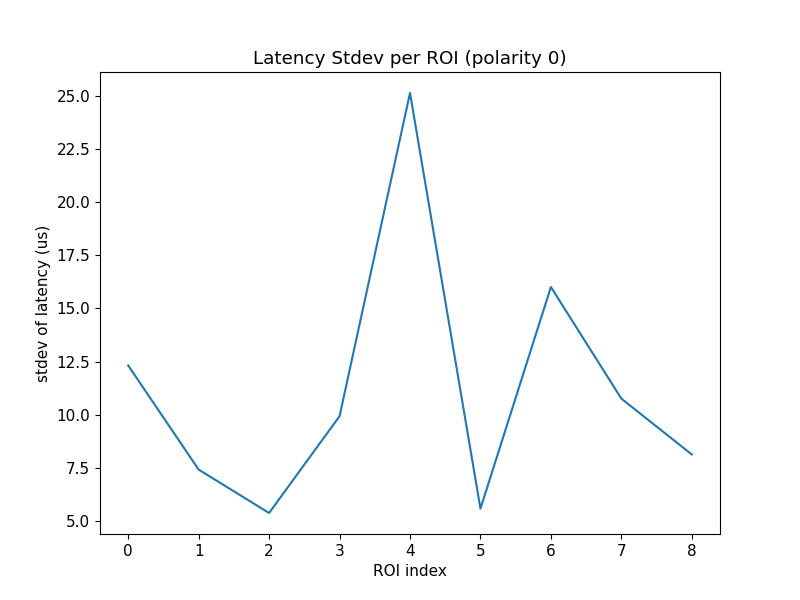 Latency Stdev per ROI (polarity 0)
25.0
22.5
20.0
17.5
15.0
12.5
10.0
7.5
5.0
stdev of latency (us)
0 1 2 3 4 5 6 7 8
ROI index